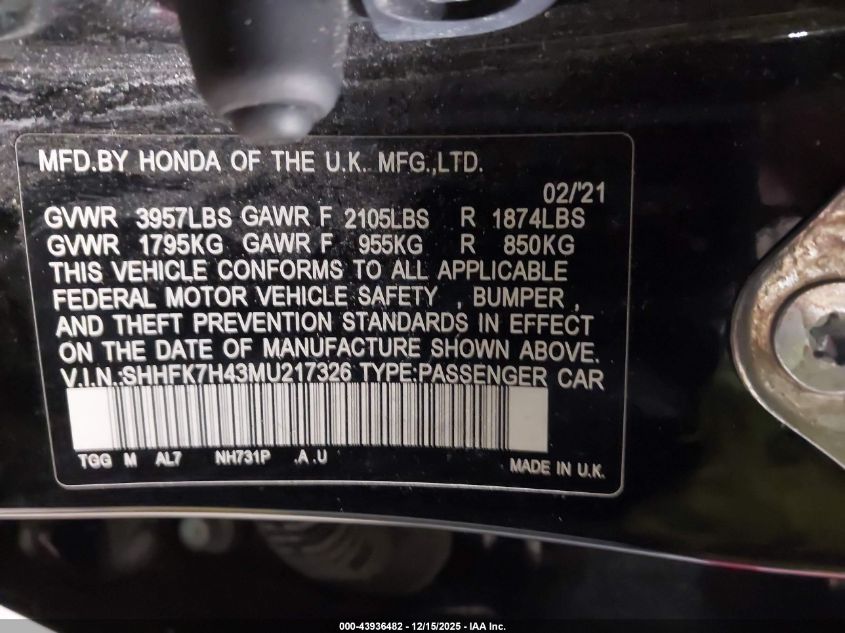 MFD.BY HONDA OF THE U.K. MFG.,LTD.
02/'21
GVWR 3957LBS GAWR F 2105LBS R 1874LBS
GVWR 1795KG GAWR F 955KG R 850KG
THIS VEHICLE CONFORMS TO ALL APPLICABLE
FEDERAL MOTOR VEHICLE SAFETY , BUMPER ,
AND THEFT PREVENTION STANDARDS IN EFFECT
ON THE DATE OF MANUFACTURE SHOWN ABOVE.
V.I.N.:SHHFK7H43MU217326 TYPE:PASSENGER CAR
TGG M AL7 NH731P .A .U
MADE IN U.K.
000-43936482 - 12/15/2025 - IAA Inc.